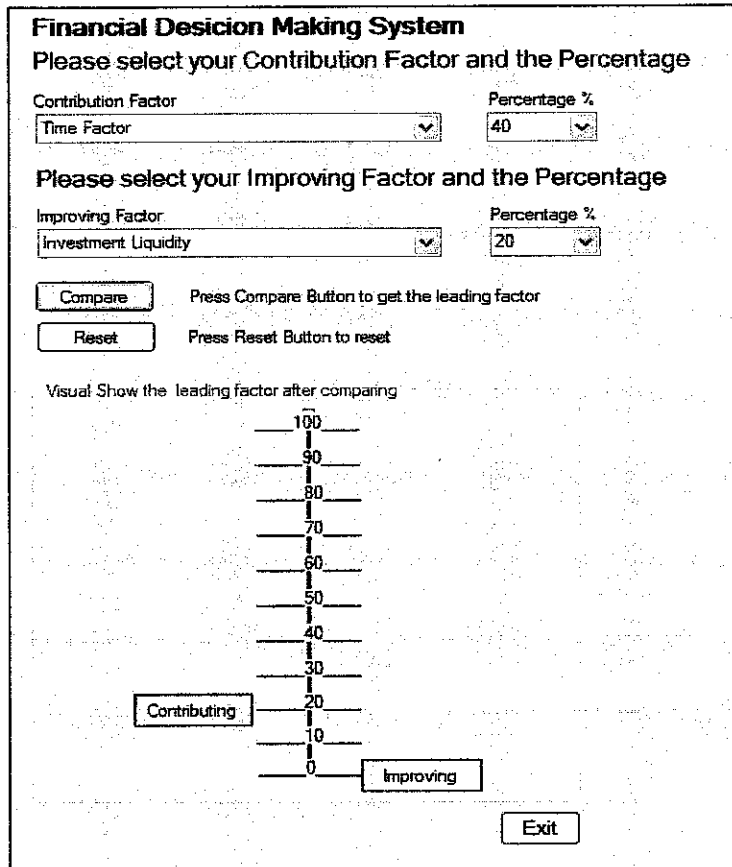 Financial Desicion Making System
Please select your Contribution Factor and the Percentage
Contribution Factor Percentage %
Time Factor 40
Please select your Improving Factor and the Percentage
Improving Factor Percentage %
Investment Liquidity 20
Compare Press Compare Button to get the leading factor
Reset Press Reset Button to reset
Visual Show the leading factor after comparing
100
90
80
70
60
50
40
30
Contributing 20
10
0 Improving
Exit